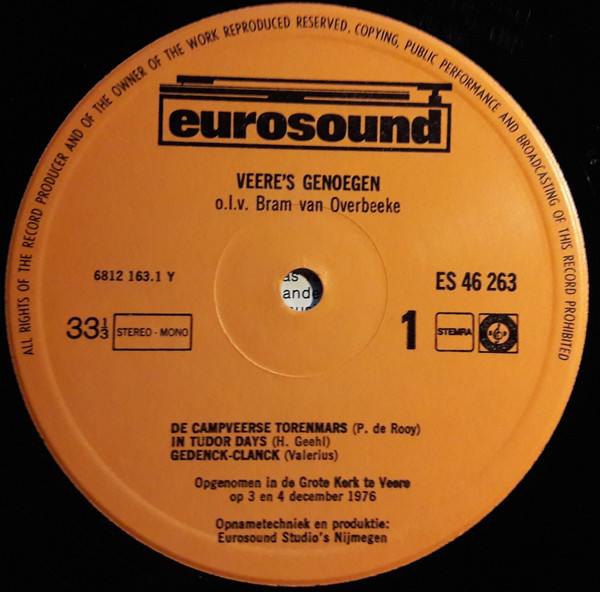 ALL RIGHTS OF THE RECORD PRODUCER AND OF THE OWNER OF THE WORK REPRODUCED RESERVED. COPYING, PUBLIC PERFORMANCE AND BROADCASTING OF THIS RECORD PROHIBITED
eurosound
VEERE'S GENOEGEN
o.l.v. Bram van Overbeeke
6812 163.1 Y
ES 46 263
ande
33⅓
STEREO - MONO
1
STEMRA
DE CAMPVEERSE TORENMARS (P. de Rooy)
IN TUDOR DAYS (H. Geehl)
GEDENCK-CLANCK (Valerius)
Opgenomen in de Grote Kerk te Veere
op 3 en 4 december 1976
Opnametechniek en produktie:
Eurosound Studio's Nijmegen